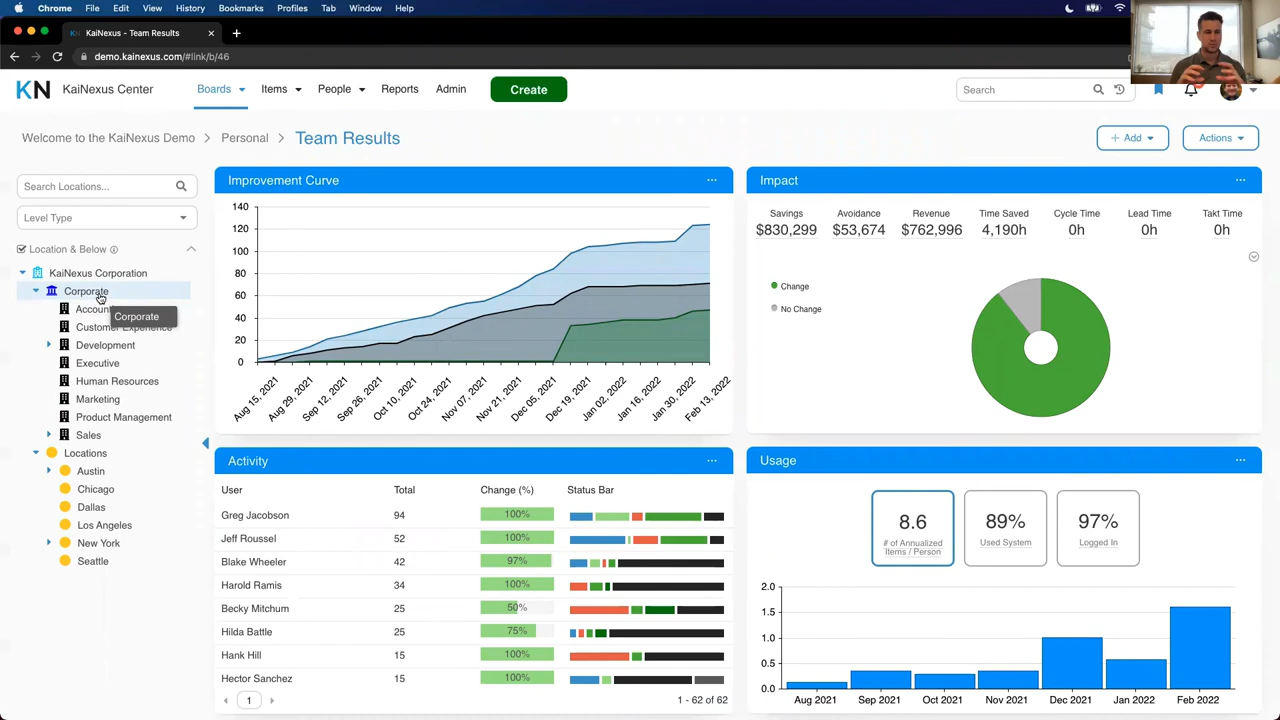 Chrome File Edit View History Bookmarks Profiles Tab Window Help
KN KaiNexus - Team Results
demo.kainexus.com/#link/b/46
KN KaiNexus Center Boards Items People Reports Admin Create Search
Welcome to the KaiNexus Demo > Personal > Team Results + Add Actions
Search Locations...
Level Type
Location & Below
KaiNexus Corporation
Corporate
Corporate
Customer Experience
Development
Executive
Human Resources
Marketing
Product Management
Sales
Locations
Austin
Chicago
Dallas
Los Angeles
New York
Seattle
Improvement Curve
140
120
100
80
60
40
20
0
Aug 15, 2021 Aug 29, 2021 Sep 12, 2021 Sep 26, 2021 Oct 10, 2021 Oct 24, 2021 Nov 07, 2021 Nov 21, 2021 Dec 05, 2021 Dec 19, 2021 Jan 02, 2022 Jan 16, 2022 Jan 30, 2022 Feb 13, 2022
Impact
Savings Avoidance Revenue Time Saved Cycle Time Lead Time Takt Time
$830,299 $53,674 $762,996 4,190h 0h 0h 0h
Change
No Change
Activity
User Total Change (%) Status Bar
Greg Jacobson 94 100%
Jeff Roussel 52 100%
Blake Wheeler 42 97%
Harold Ramis 34 100%
Becky Mitchum 25 50%
Hilda Battle 25 75%
Hank Hill 15 100%
Hector Sanchez 15 100%
1 1 - 62 of 62
Usage
8.6 89% 97%
# of Annualized Items / Person Used System Logged In
2.0
1.5
1.0
0.5
0.0
Aug 2021 Sep 2021 Oct 2021 Nov 2021 Dec 2021 Jan 2022 Feb 2022